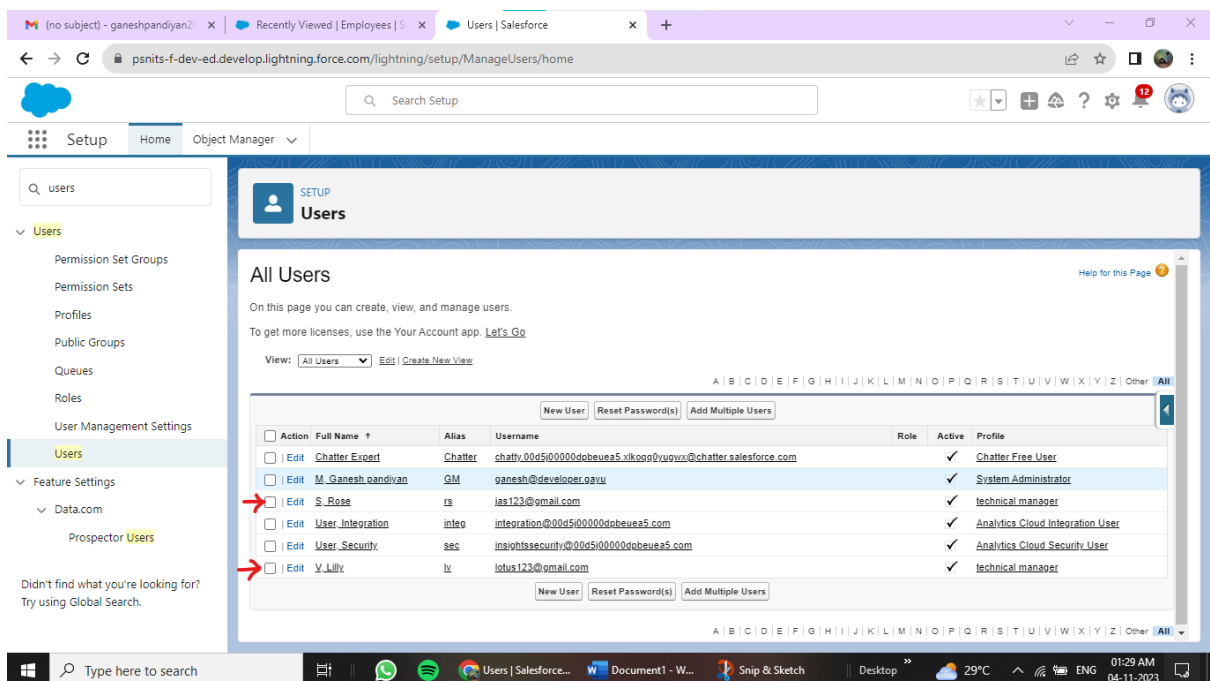 (no subject) - ganeshpandiyan2
Recently Viewed | Employees | S
Users | Salesforce
psnits-f-dev-ed.develop.lightning.force.com/lightning/setup/ManageUsers/home
Search Setup
12
Setup Home Object Manager
users
SETUP
Users
Users
Permission Set Groups
Permission Sets
Profiles
Public Groups
Queues
Roles
User Management Settings
Users
Feature Settings
Data.com
Prospector Users
Didn't find what you're looking for?
Try using Global Search.
All Users
Help for this Page
On this page you can create, view, and manage users.
To get more licenses, use the Your Account app. Let's Go
View: All Users Edit | Create New View
A | B | C | D | E | F | G | H | I | J | K | L | M | N | O | P | Q | R | S | T | U | V | W | X | Y | Z | Other All
New User Reset Password(s) Add Multiple Users
Action Full Name ↑ Alias Username Role Active Profile
| Edit Chatter Expert Chatter chatty.00d5j00000dpbeuea5.xlkoqq0yugwx@chatter.salesforce.com ✓ Chatter Free User
| Edit M, Ganesh pandiyan GM ganesh@developer.gayu ✓ System Administrator
| Edit S, Rose rs jas123@gmail.com ✓ technical manager
| Edit User, Integration integ integration@00d5j00000dpbeuea5.com ✓ Analytics Cloud Integration User
| Edit User, Security sec insightssecurity@00d5j00000dpbeuea5.com ✓ Analytics Cloud Security User
| Edit V, Lilly lv lotus123@gmail.com ✓ technical manager
New User Reset Password(s) Add Multiple Users
A | B | C | D | E | F | G | H | I | J | K | L | M | N | O | P | Q | R | S | T | U | V | W | X | Y | Z | Other All
Type here to search
Users | Salesforce...
Document1 - W...
Snip & Sketch
Desktop
29°C
ENG
01:29 AM
04-11-2023